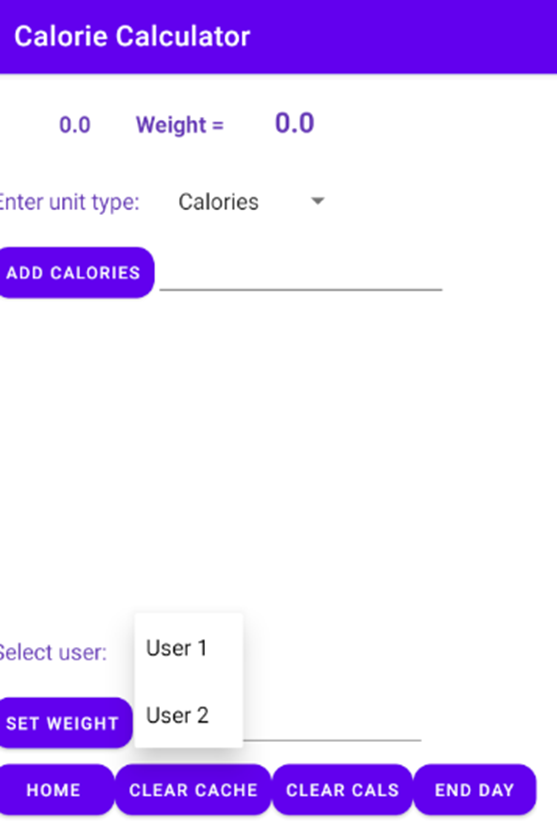 Calorie Calculator
0.0 Weight = 0.0
Enter unit type: Calories
ADD CALORIES
User 1
Select user:
User 2
SET WEIGHT
HOME CLEAR CACHE CLEAR CALS END DAY